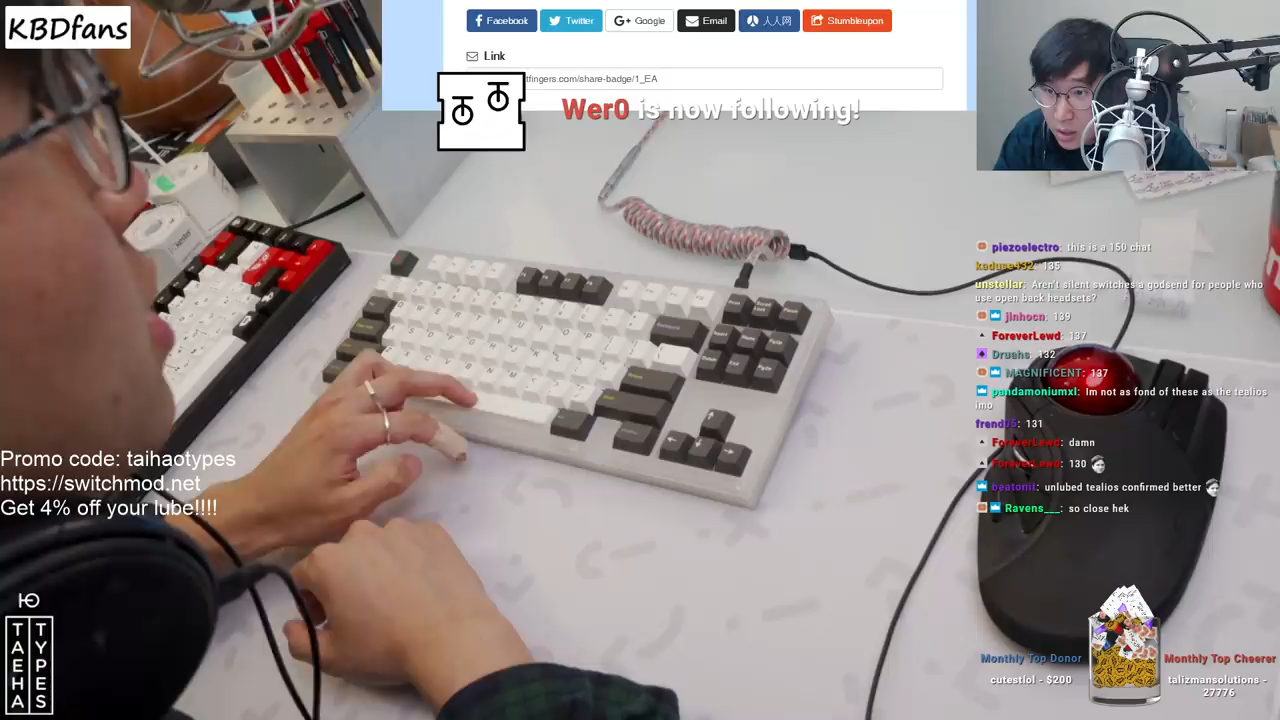 KBDfans
Facebook
Twitter
Google
Email
人人网
Stumbleupon
Link
tfingers.com/share-badge/1_EA
Wer0 is now following!
piezoelectro: this is a 150 chat
kaduse432: 135
unstellar: Aren't silent switches a godsend for people who
use open back headsets?
jinhocn: 139
ForeverLewd: 137
Druahs: 132
MAGNIFICENT: 137
pandamoniumxl: Im not as fond of these as the tealios
imo
frend05: 131
ForeverLewd: damn
ForeverLewd: 130
beatonit: unlubed tealios confirmed better
Ravens___: so close hek
Promo code: taihaotypes
https://switchmod.net
Get 4% off your lube!!!!
TAEHA
TYPES
Monthly Top Donor
cutestlol - $200
Monthly Top Cheerer
talizmansolutions -
27776